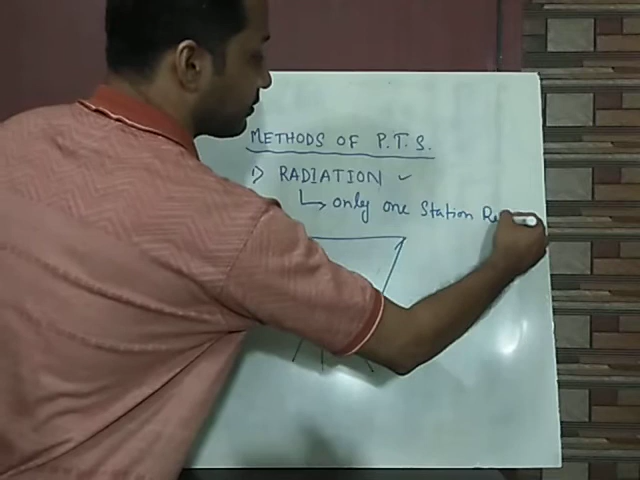 METHODS OF P.T.S.
1) RADIATION ✓
↳ only one Station